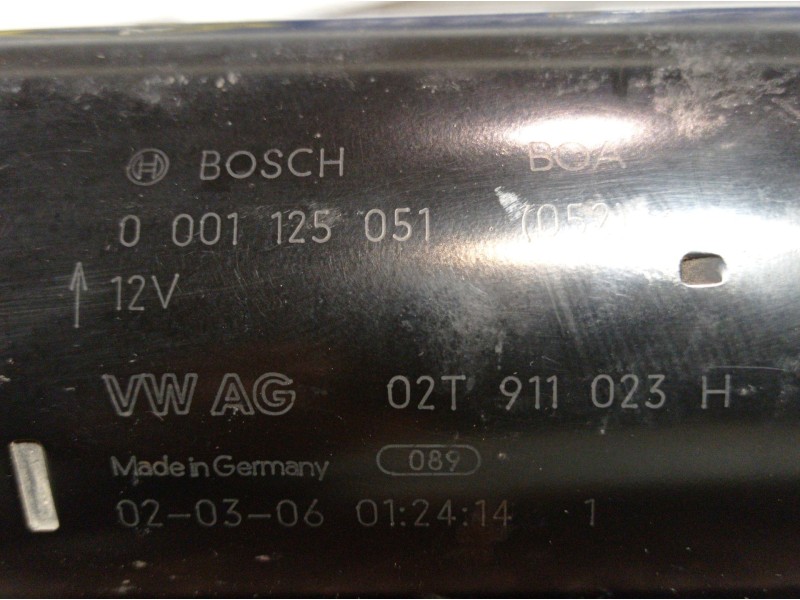 BOSCH BOA
0 001 125 051 (052
12V
VW AG 02T 911 023 H
Made in Germany 089
02-03-06 01:24:14 1